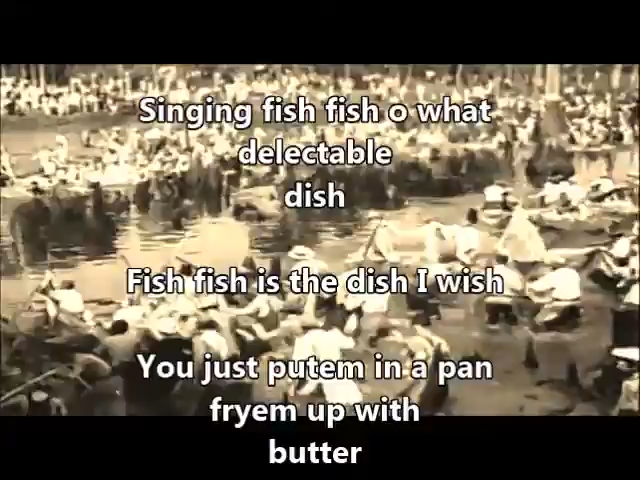 Singing fish fish o what
delectable
dish
Fish fish is the dish I wish
You just putem in a pan
fryem up with
butter